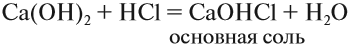 Ca(OH)₂ + HCl = CaOHCl + H₂O
основная соль